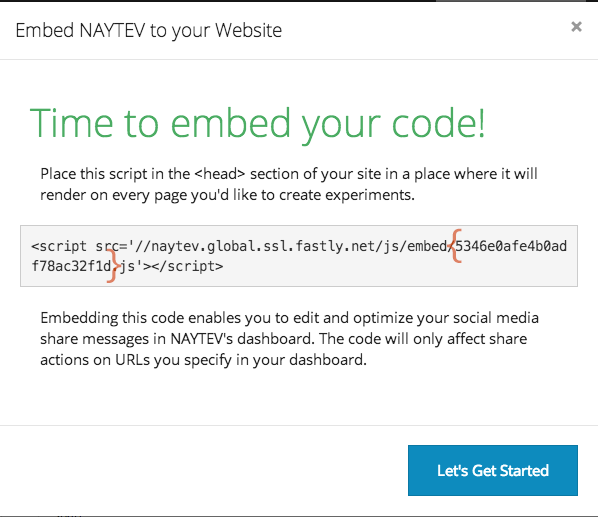 Embed NAYTEV to your Website
×
Time to embed your code!
Place this script in the <head> section of your site in a place where it will
render on every page you'd like to create experiments.
<script src='//naytev.global.ssl.fastly.net/js/embed/{5346e0afe4b0ad
f78ac32f1d}.js'></script>
Embedding this code enables you to edit and optimize your social media
share messages in NAYTEV's dashboard. The code will only affect share
actions on URLs you specify in your dashboard.
Let's Get Started